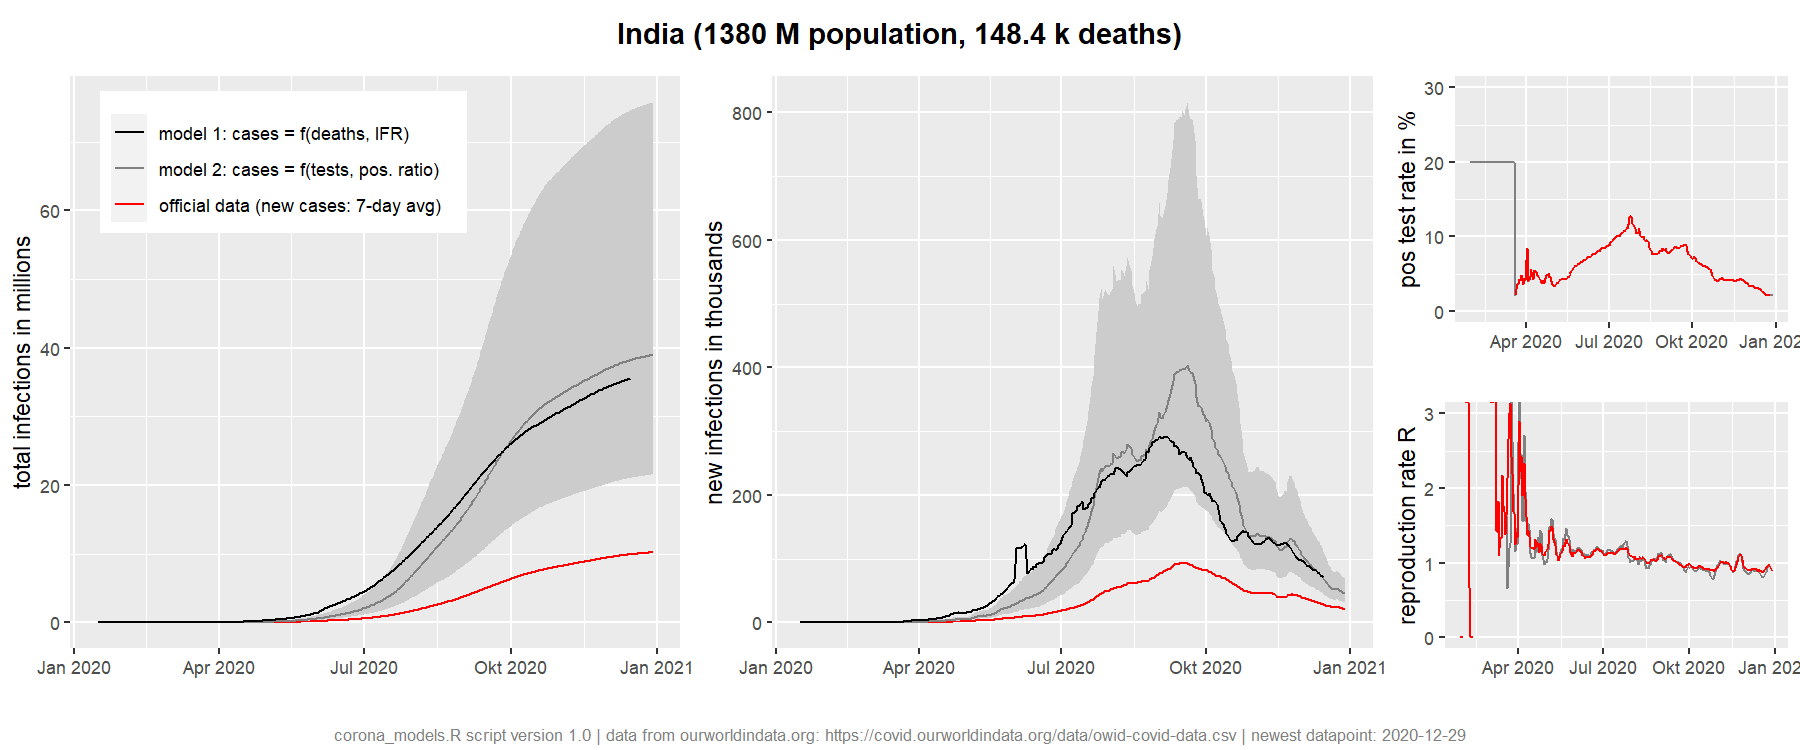 India (1380 M population, 148.4 k deaths)
total infections in millions
60
40
20
0
model 1: cases = f(deaths, IFR)
model 2: cases = f(tests, pos. ratio)
official data (new cases: 7-day avg)
Jan 2020 Apr 2020 Jul 2020 Okt 2020 Jan 2021
new infections in thousands
800
600
400
200
0
Jan 2020 Apr 2020 Jul 2020 Okt 2020 Jan 2021
pos test rate in %
30
20
10
0
Apr 2020 Jul 2020 Okt 2020 Jan 202
reproduction rate R
3
2
1
0
Apr 2020 Jul 2020 Okt 2020 Jan 202
corona_models.R script version 1.0 | data from ourworldindata.org: https://covid.ourworldindata.org/data/owid-covid-data.csv | newest datapoint: 2020-12-29